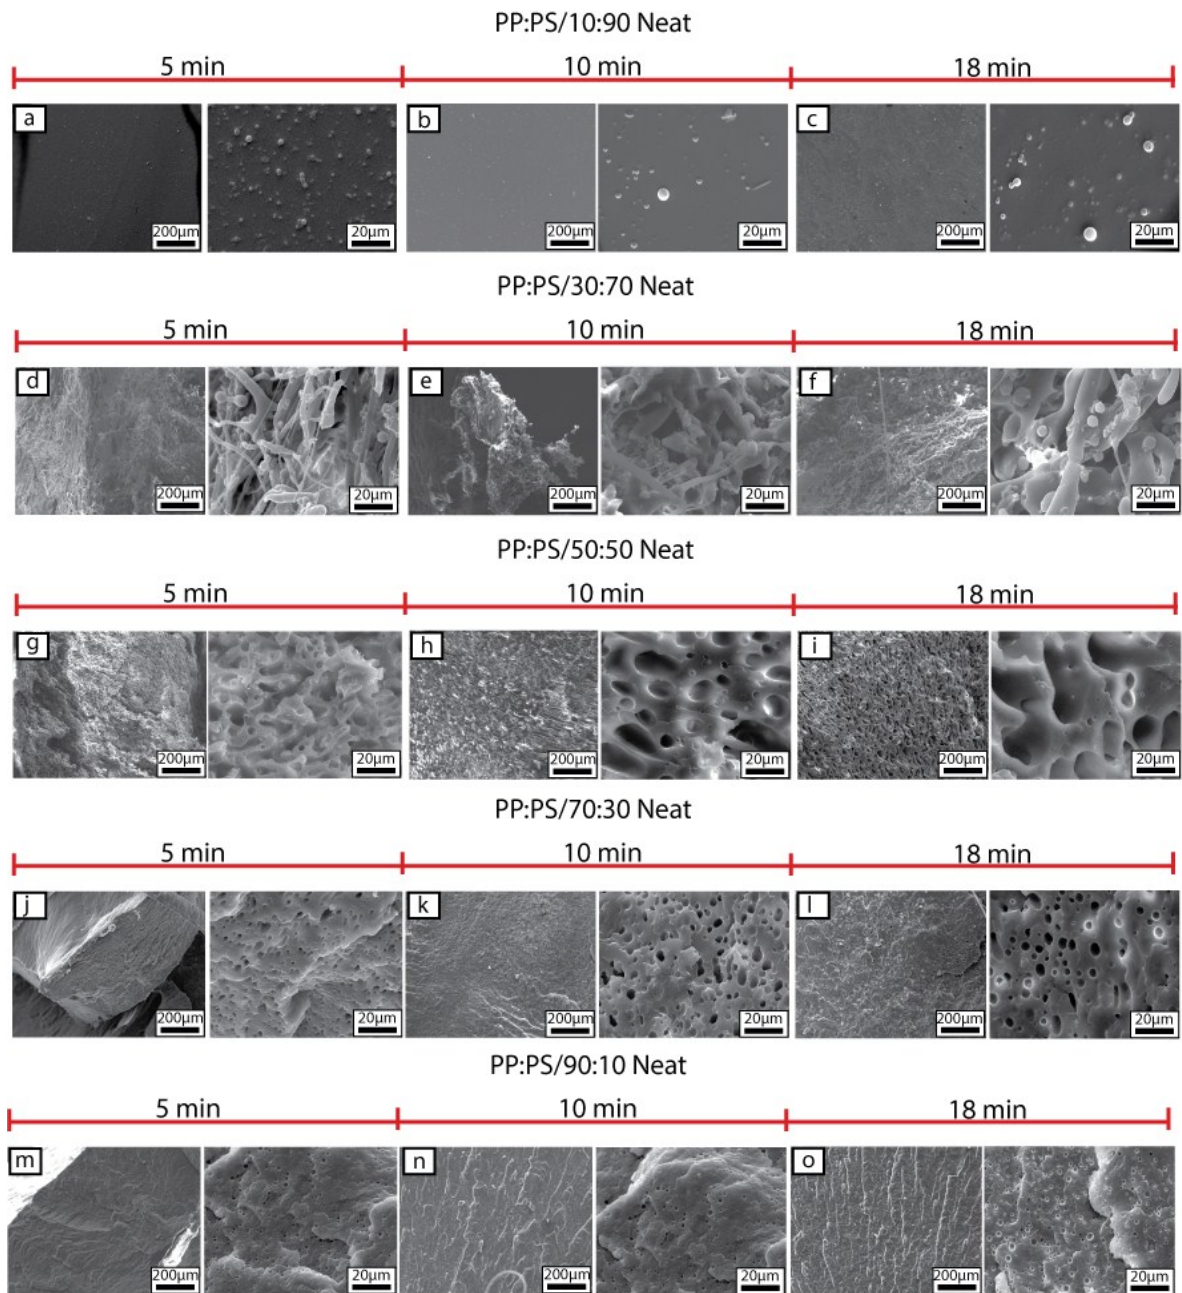 PP:PS/10:90 Neat
5 min 10 min 18 min
a b c
200µm 20µm 200µm 20µm 200µm 20µm
PP:PS/30:70 Neat
5 min 10 min 18 min
d e f
200µm 20µm 200µm 20µm 200µm 20µm
PP:PS/50:50 Neat
5 min 10 min 18 min
g h i
200µm 20µm 200µm 20µm 200µm 20µm
PP:PS/70:30 Neat
5 min 10 min 18 min
j k l
200µm 20µm 200µm 20µm 200µm 20µm
PP:PS/90:10 Neat
5 min 10 min 18 min
m n o
200µm 20µm 200µm 20µm 200µm 20µm